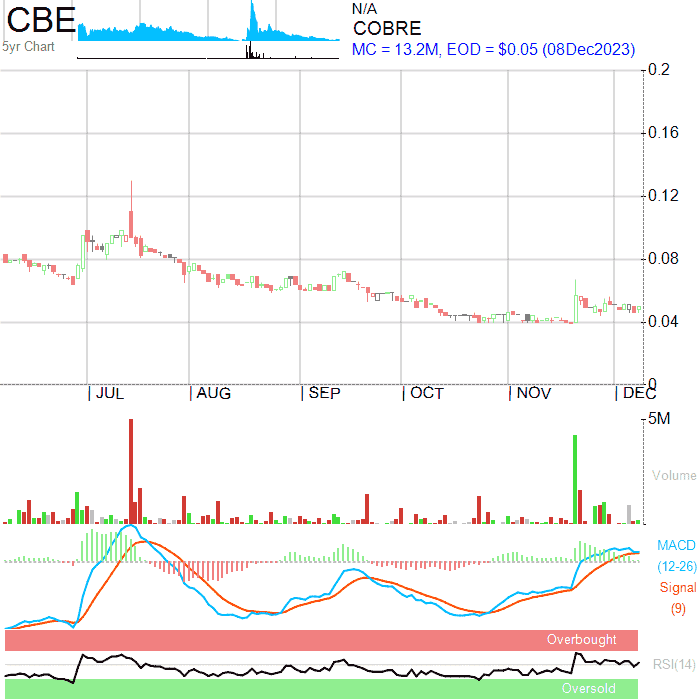 CBE
5yr Chart
N/A
COBRE
MC = 13.2M, EOD = $0.05 (08Dec2023)
0.2
0.16
0.12
0.08
0.04
0
JUL AUG SEP OCT NOV DEC
5M
Volume
MACD
(12-26)
Signal
(9)
Overbought
RSI(14)
Oversold